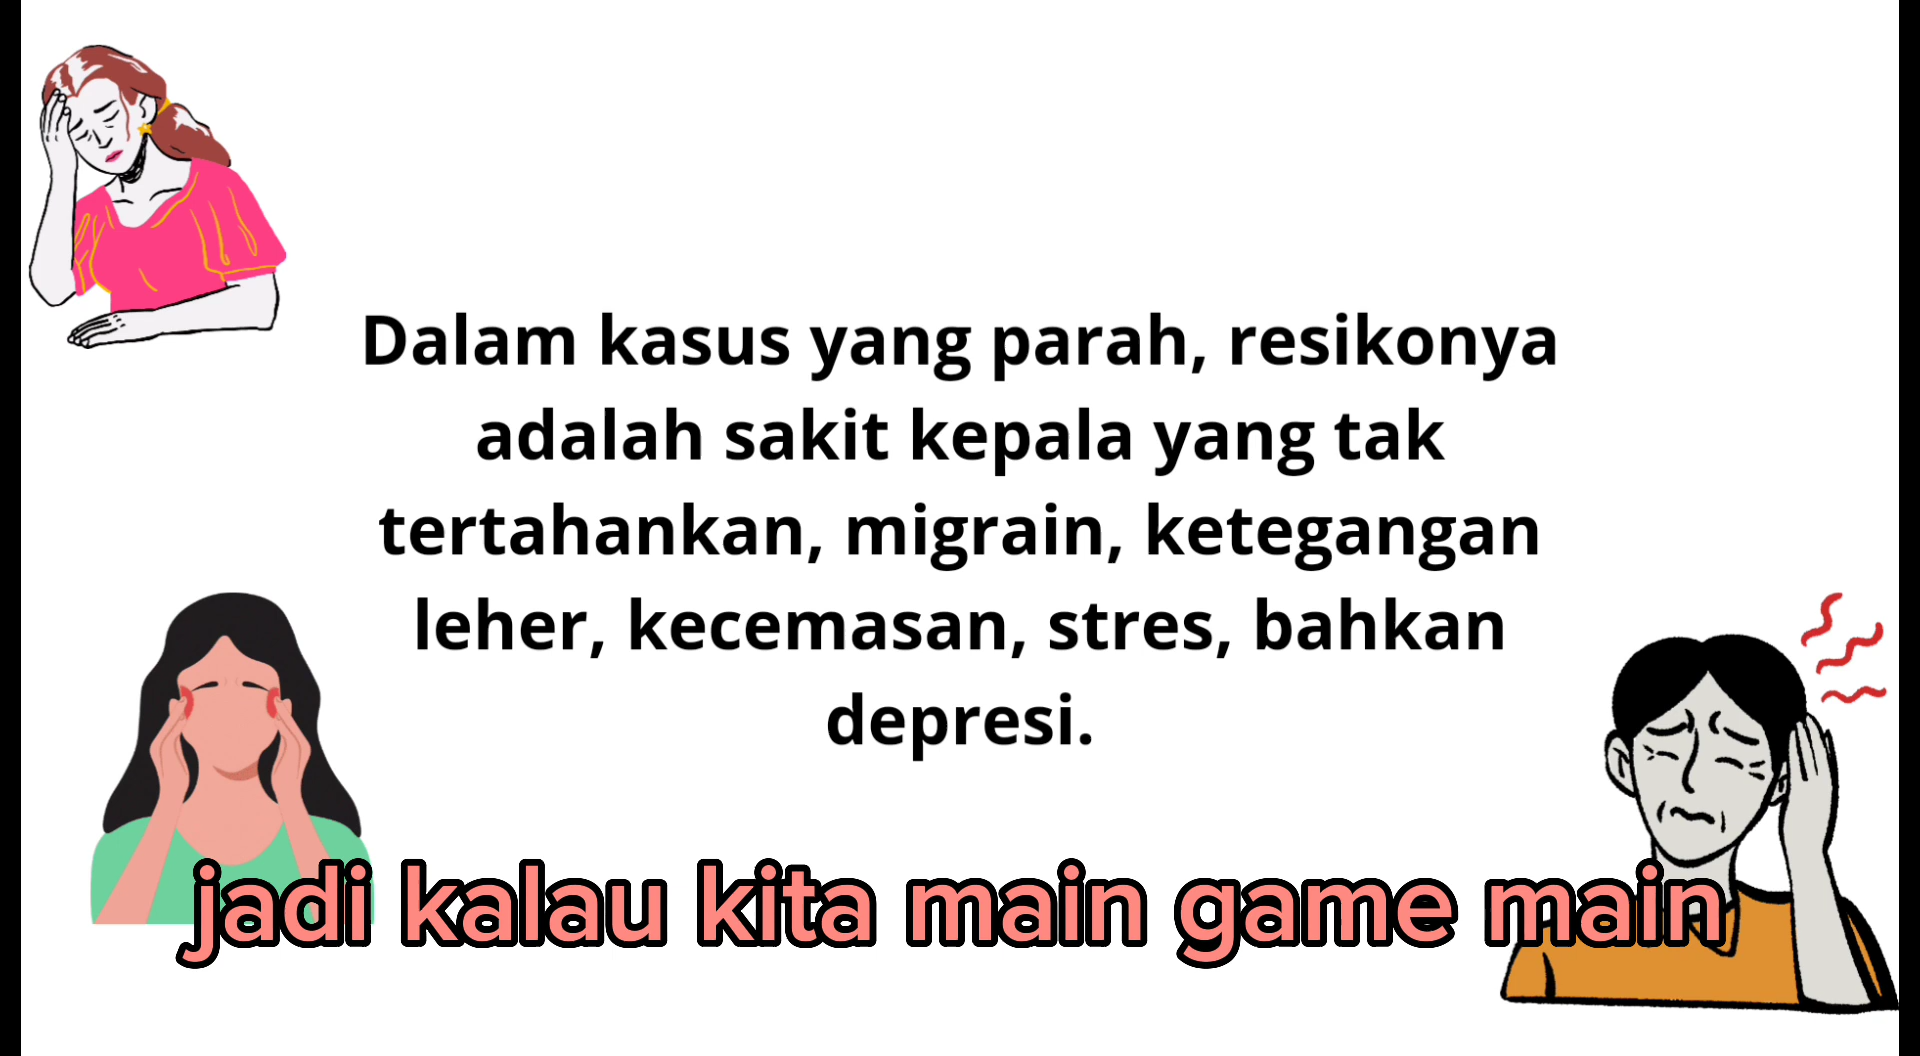 Dalam kasus yang parah, resikonya
adalah sakit kepala yang tak
tertahankan, migrain, ketegangan
leher, kecemasan, stres, bahkan
depresi.
jadi kalau kita main game main